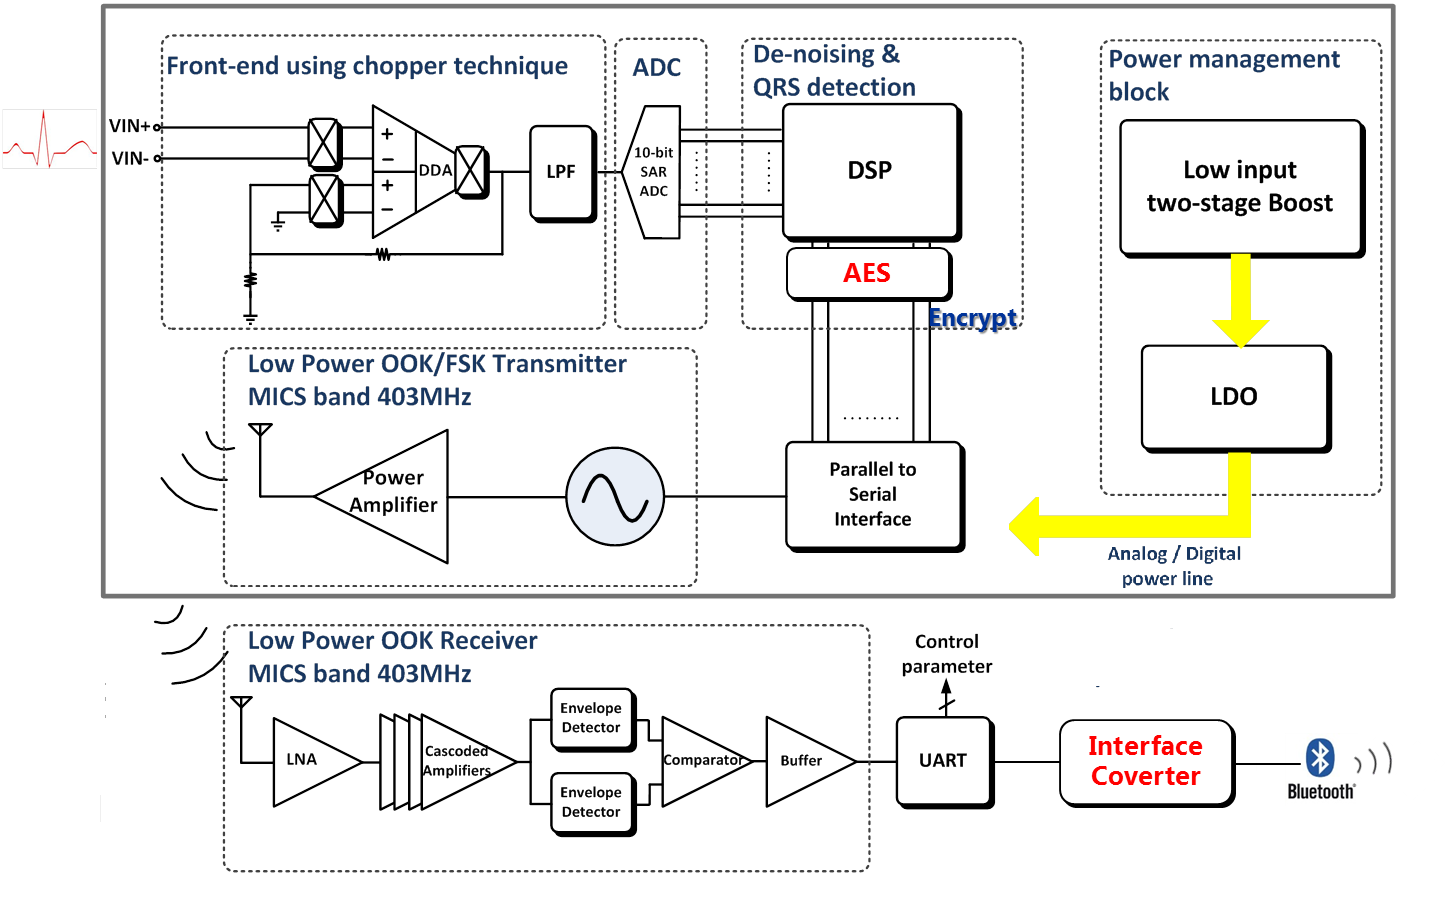 Front-end using chopper technique
VIN+
VIN-
+
−
+
−
DDA
LPF
ADC
10-bit
SAR
ADC
De-noising &
QRS detection
DSP
AES
Encrypt
Power management
block
Low input
two-stage Boost
LDO
Analog / Digital
power line
Low Power OOK/FSK Transmitter
MICS band 403MHz
Power
Amplifier
Parallel to
Serial
Interface
Low Power OOK Receiver
MICS band 403MHz
LNA
Cascoded
Amplifiers
Envelope
Detector
Envelope
Detector
Comparator
Buffer
Control
parameter
UART
Interface
Coverter
Bluetooth®